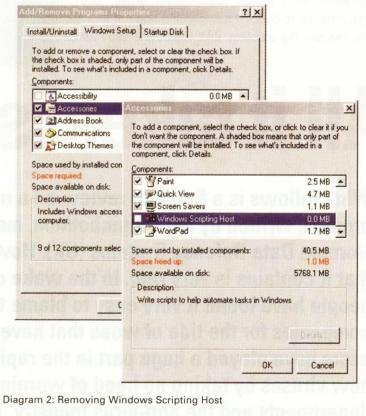 Add/Remove Programs Properties
Install/Uninstall Windows Setup Startup Disk
To add or remove a component, select or clear the check box. If
the check box is shaded, only part of the component will be
installed. To see what's included in a component, click Details.
Components:
Accessibility 0.0 MB
Accessories
Address Book
Communications
Desktop Themes
Space used by installed con
Space required:
Space available on disk:
Description
Includes Windows access
computer.
9 of 12 components selec
Accessories
To add a component, select the check box, or click to clear it if you
don't want the component. A shaded box means that only part of
the component will be installed. To see what's included in a
component, click Details.
Components:
Paint 2.5 MB
Quick View 4.7 MB
Screen Savers 1.1 MB
Windows Scripting Host 0.0 MB
WordPad 1.7 MB
Space used by installed components: 40.5 MB
Space freed up: 1.0 MB
Space available on disk: 5768.1 MB
Description
Write scripts to help automate tasks in Windows
Details
OK Cancel
Diagram 2: Removing Windows Scripting Host